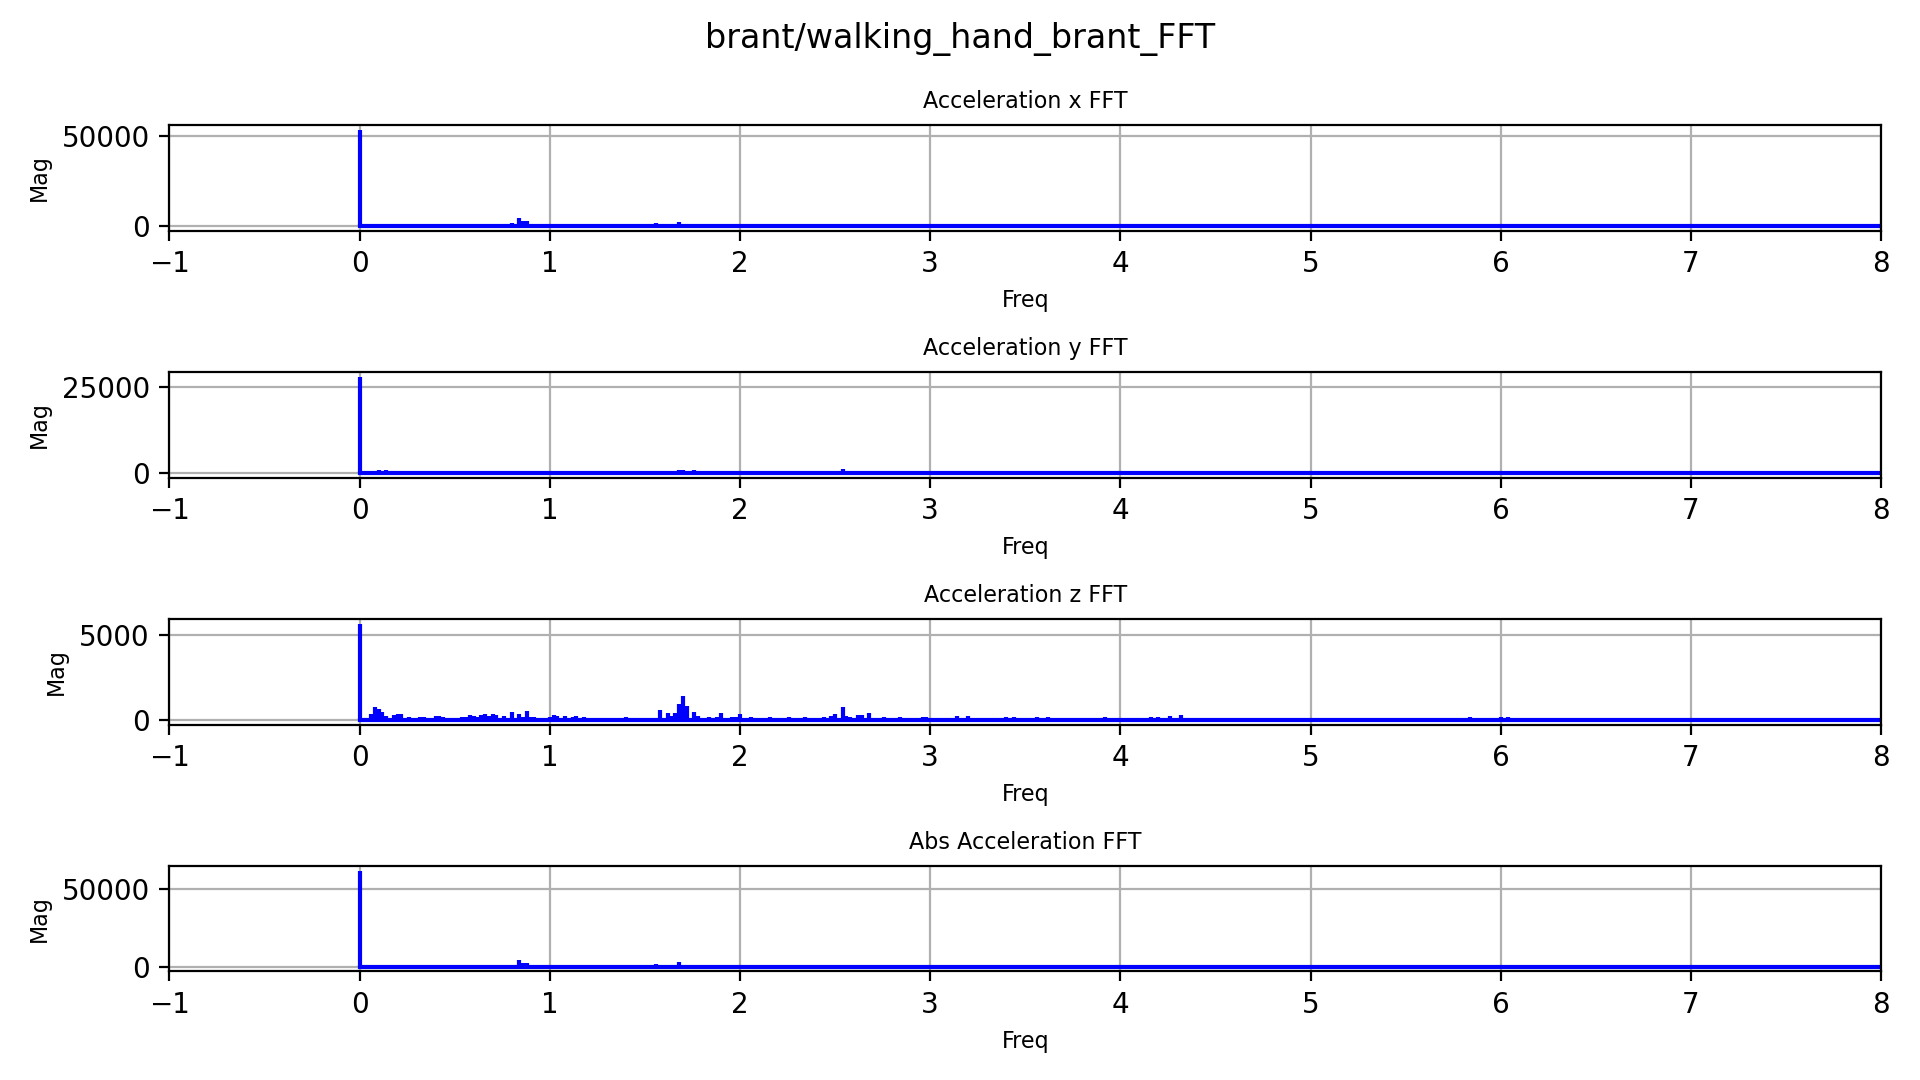 brant/walking_hand_brant_FFT
Acceleration x FFT
50000
0
Mag
−1 0 1 2 3 4 5 6 7 8
Freq
Acceleration y FFT
25000
0
Mag
−1 0 1 2 3 4 5 6 7 8
Freq
Acceleration z FFT
5000
0
Mag
−1 0 1 2 3 4 5 6 7 8
Freq
Abs Acceleration FFT
50000
0
Mag
−1 0 1 2 3 4 5 6 7 8
Freq